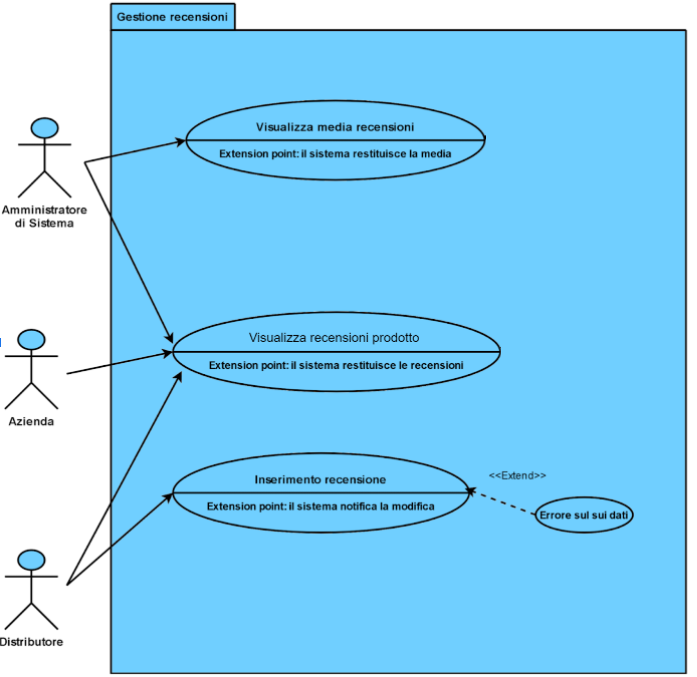 Gestione recensioni
Visualizza media recensioni
Extension point: il sistema restituisce la media
Amministratore
di Sistema
Visualizza recensioni prodotto
Extension point: il sistema restituisce le recensioni
Azienda
Inserimento recensione
<<Extend>>
Extension point: il sistema notifica la modifica
Errore sul sui dati
Distributore